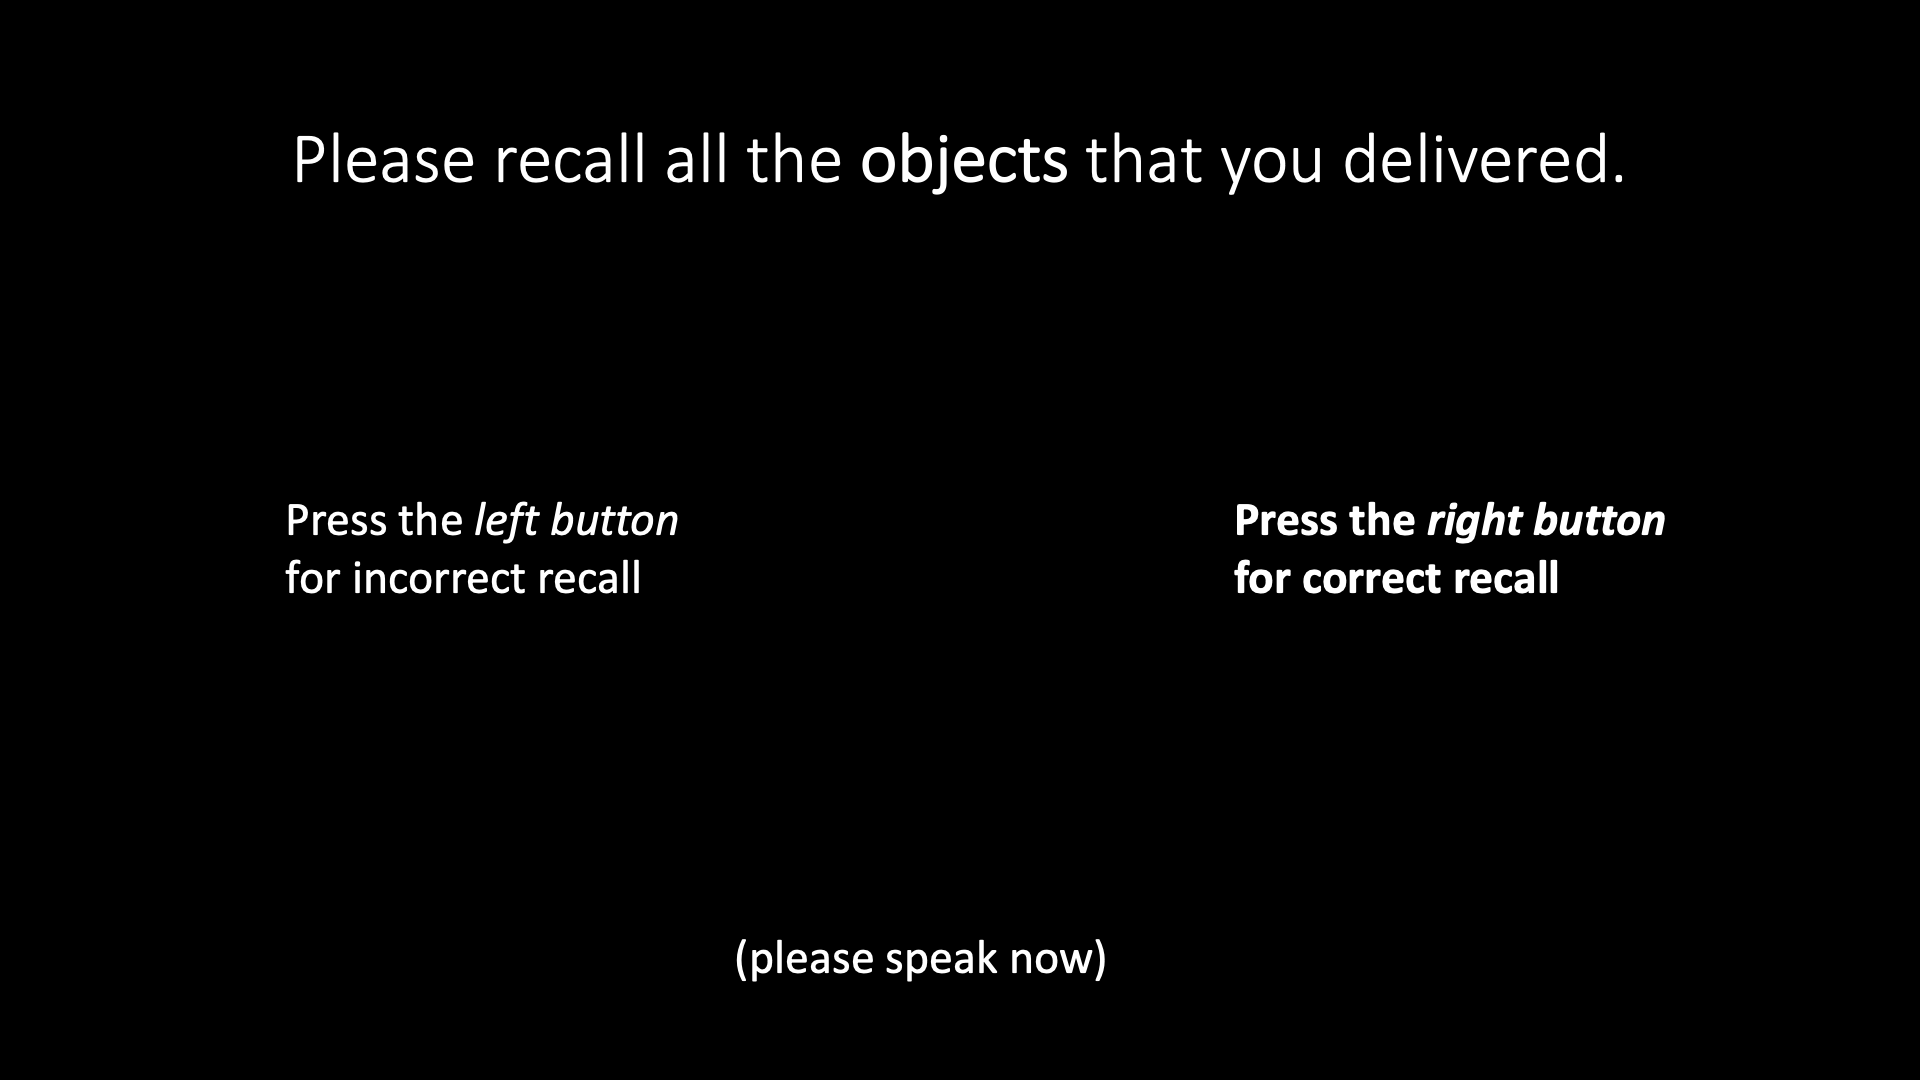 Please recall all the objects that you delivered.
Press the left button
for incorrect recall
Press the right button
for correct recall
(please speak now)